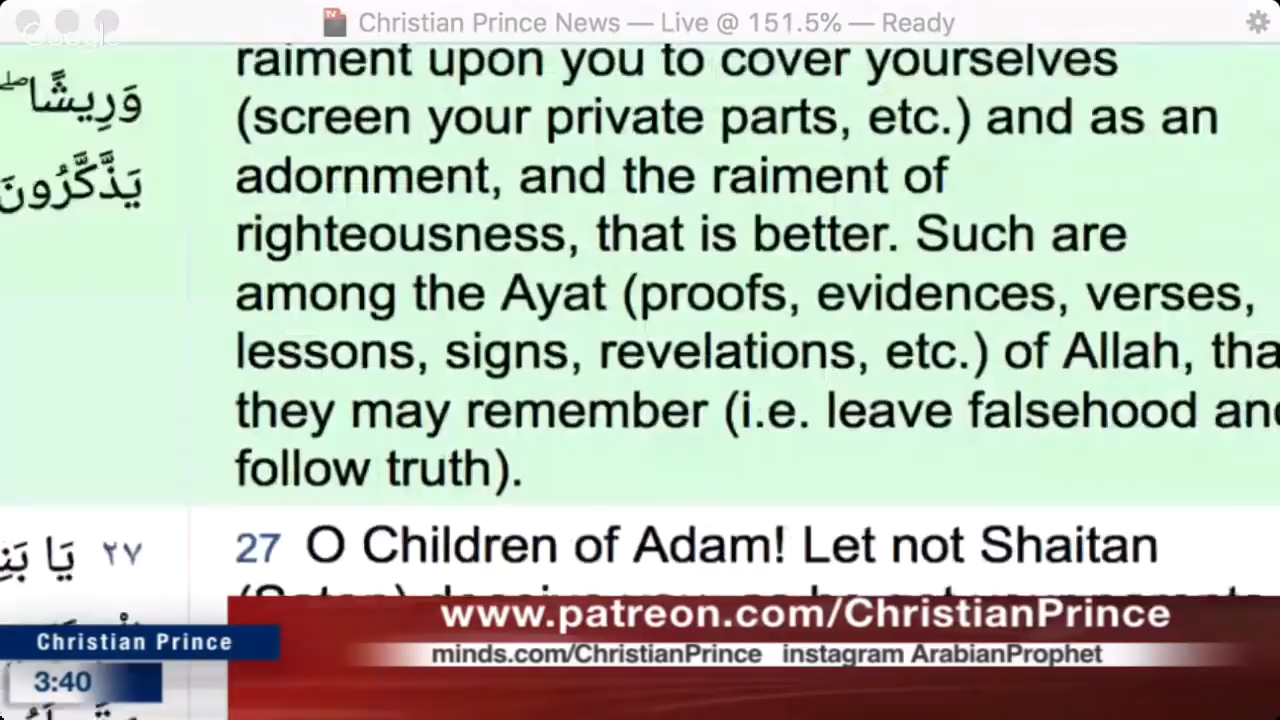 Christian Prince News — Live @ 151.5% — Ready
Google
raiment upon you to cover yourselves
(screen your private parts, etc.) and as an
adornment, and the raiment of
righteousness, that is better. Such are
among the Ayat (proofs, evidences, verses,
lessons, signs, revelations, etc.) of Allah, tha
they may remember (i.e. leave falsehood and
follow truth).
وَرِيشًا ۖ
يَذَّكَّرُونَ
27 O Children of Adam! Let not Shaitan
٢٧ يَا بَنِي
www.patreon.com/ChristianPrince
minds.com/ChristianPrince instagram ArabianProphet
Christian Prince
3:40